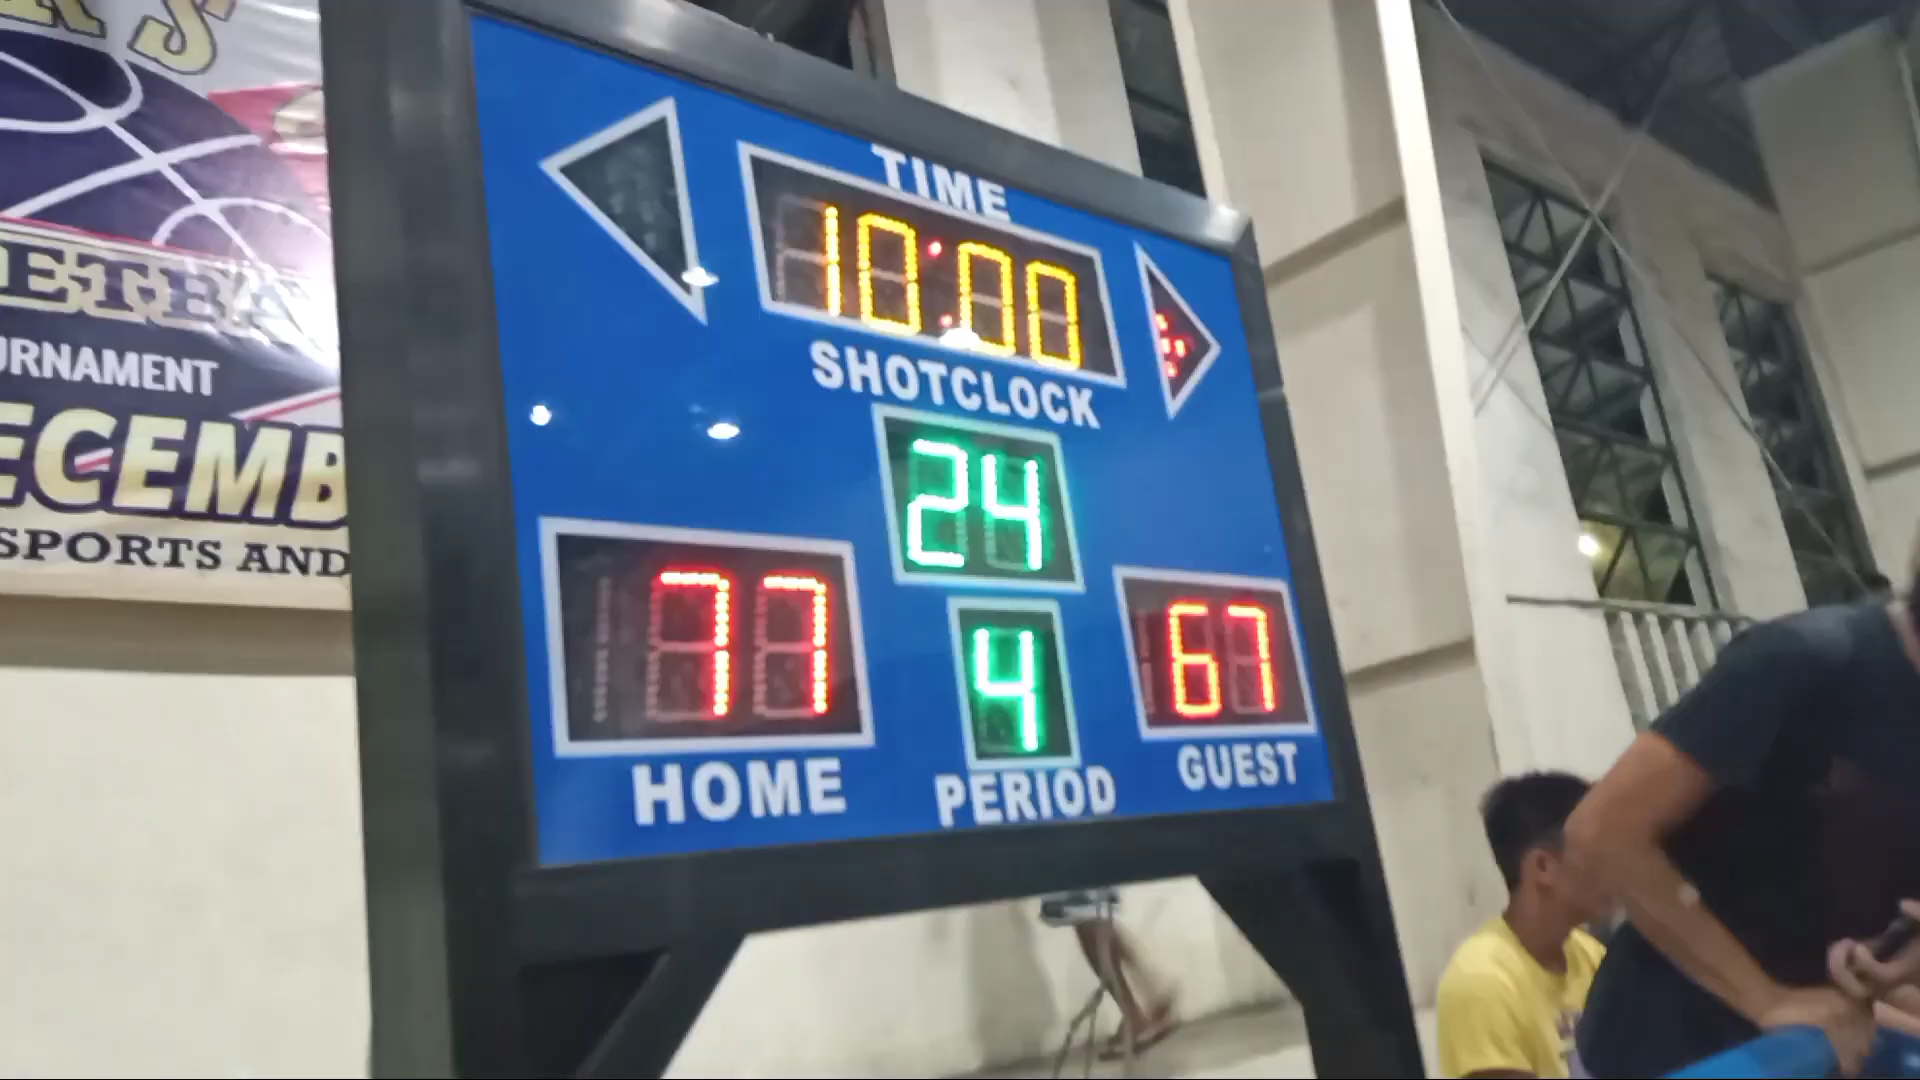 TIME
10:00
SHOTCLOCK
24
77
4
67
HOME
PERIOD
GUEST
URNAMENT
ECEMB
SPORTS AND